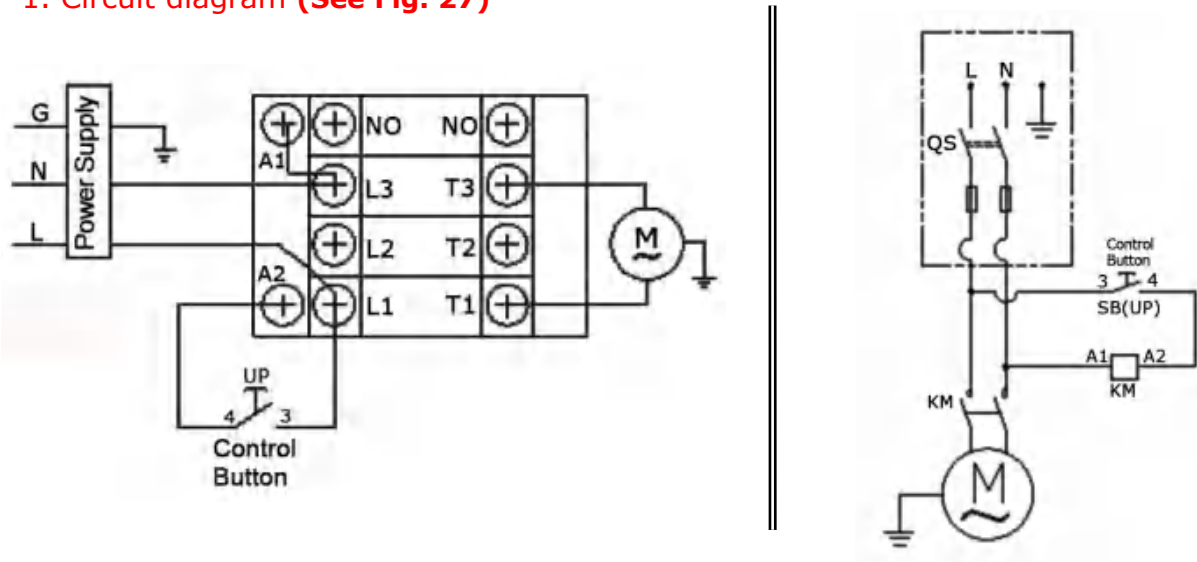 1. Circuit diagram (See Fig. 27)
G
N
L
Power Supply
A1
NO NO
L3 T3
L2 T2
A2
L1 T1
M
UP
4 3
Control
Button
L N
QS
Control
Button
3 4
SB(UP)
A1 A2
KM
KM
M